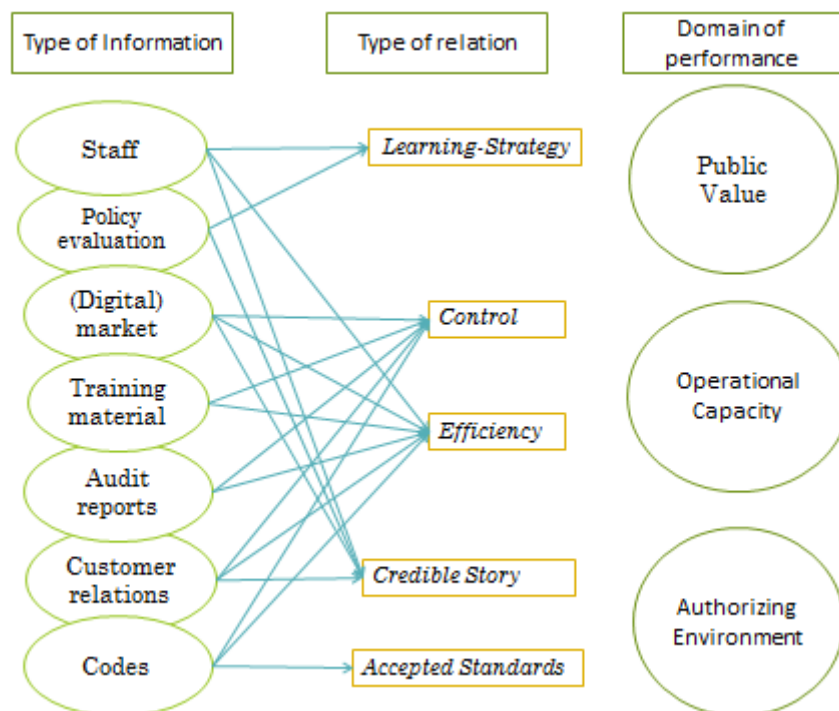 Type of Information
Type of relation
Domain of
performance
Staff
Policy
evaluation
(Digital)
market
Training
material
Audit
reports
Customer
relations
Codes
Learning-Strategy
Control
Efficiency
Credible Story
Accepted Standards
Public
Value
Operational
Capacity
Authorizing
Environment